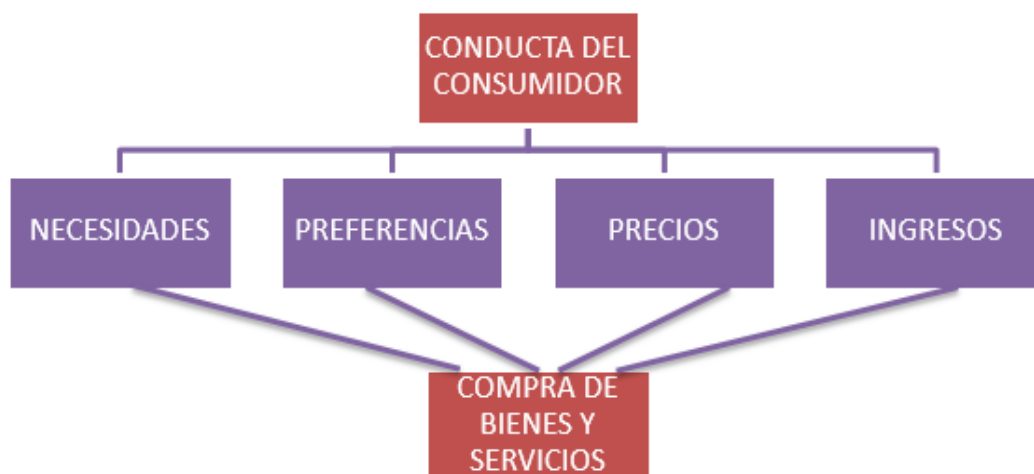 CONDUCTA DEL
CONSUMIDOR
NECESIDADES
PREFERENCIAS
PRECIOS
INGRESOS
COMPRA DE
BIENES Y
SERVICIOS